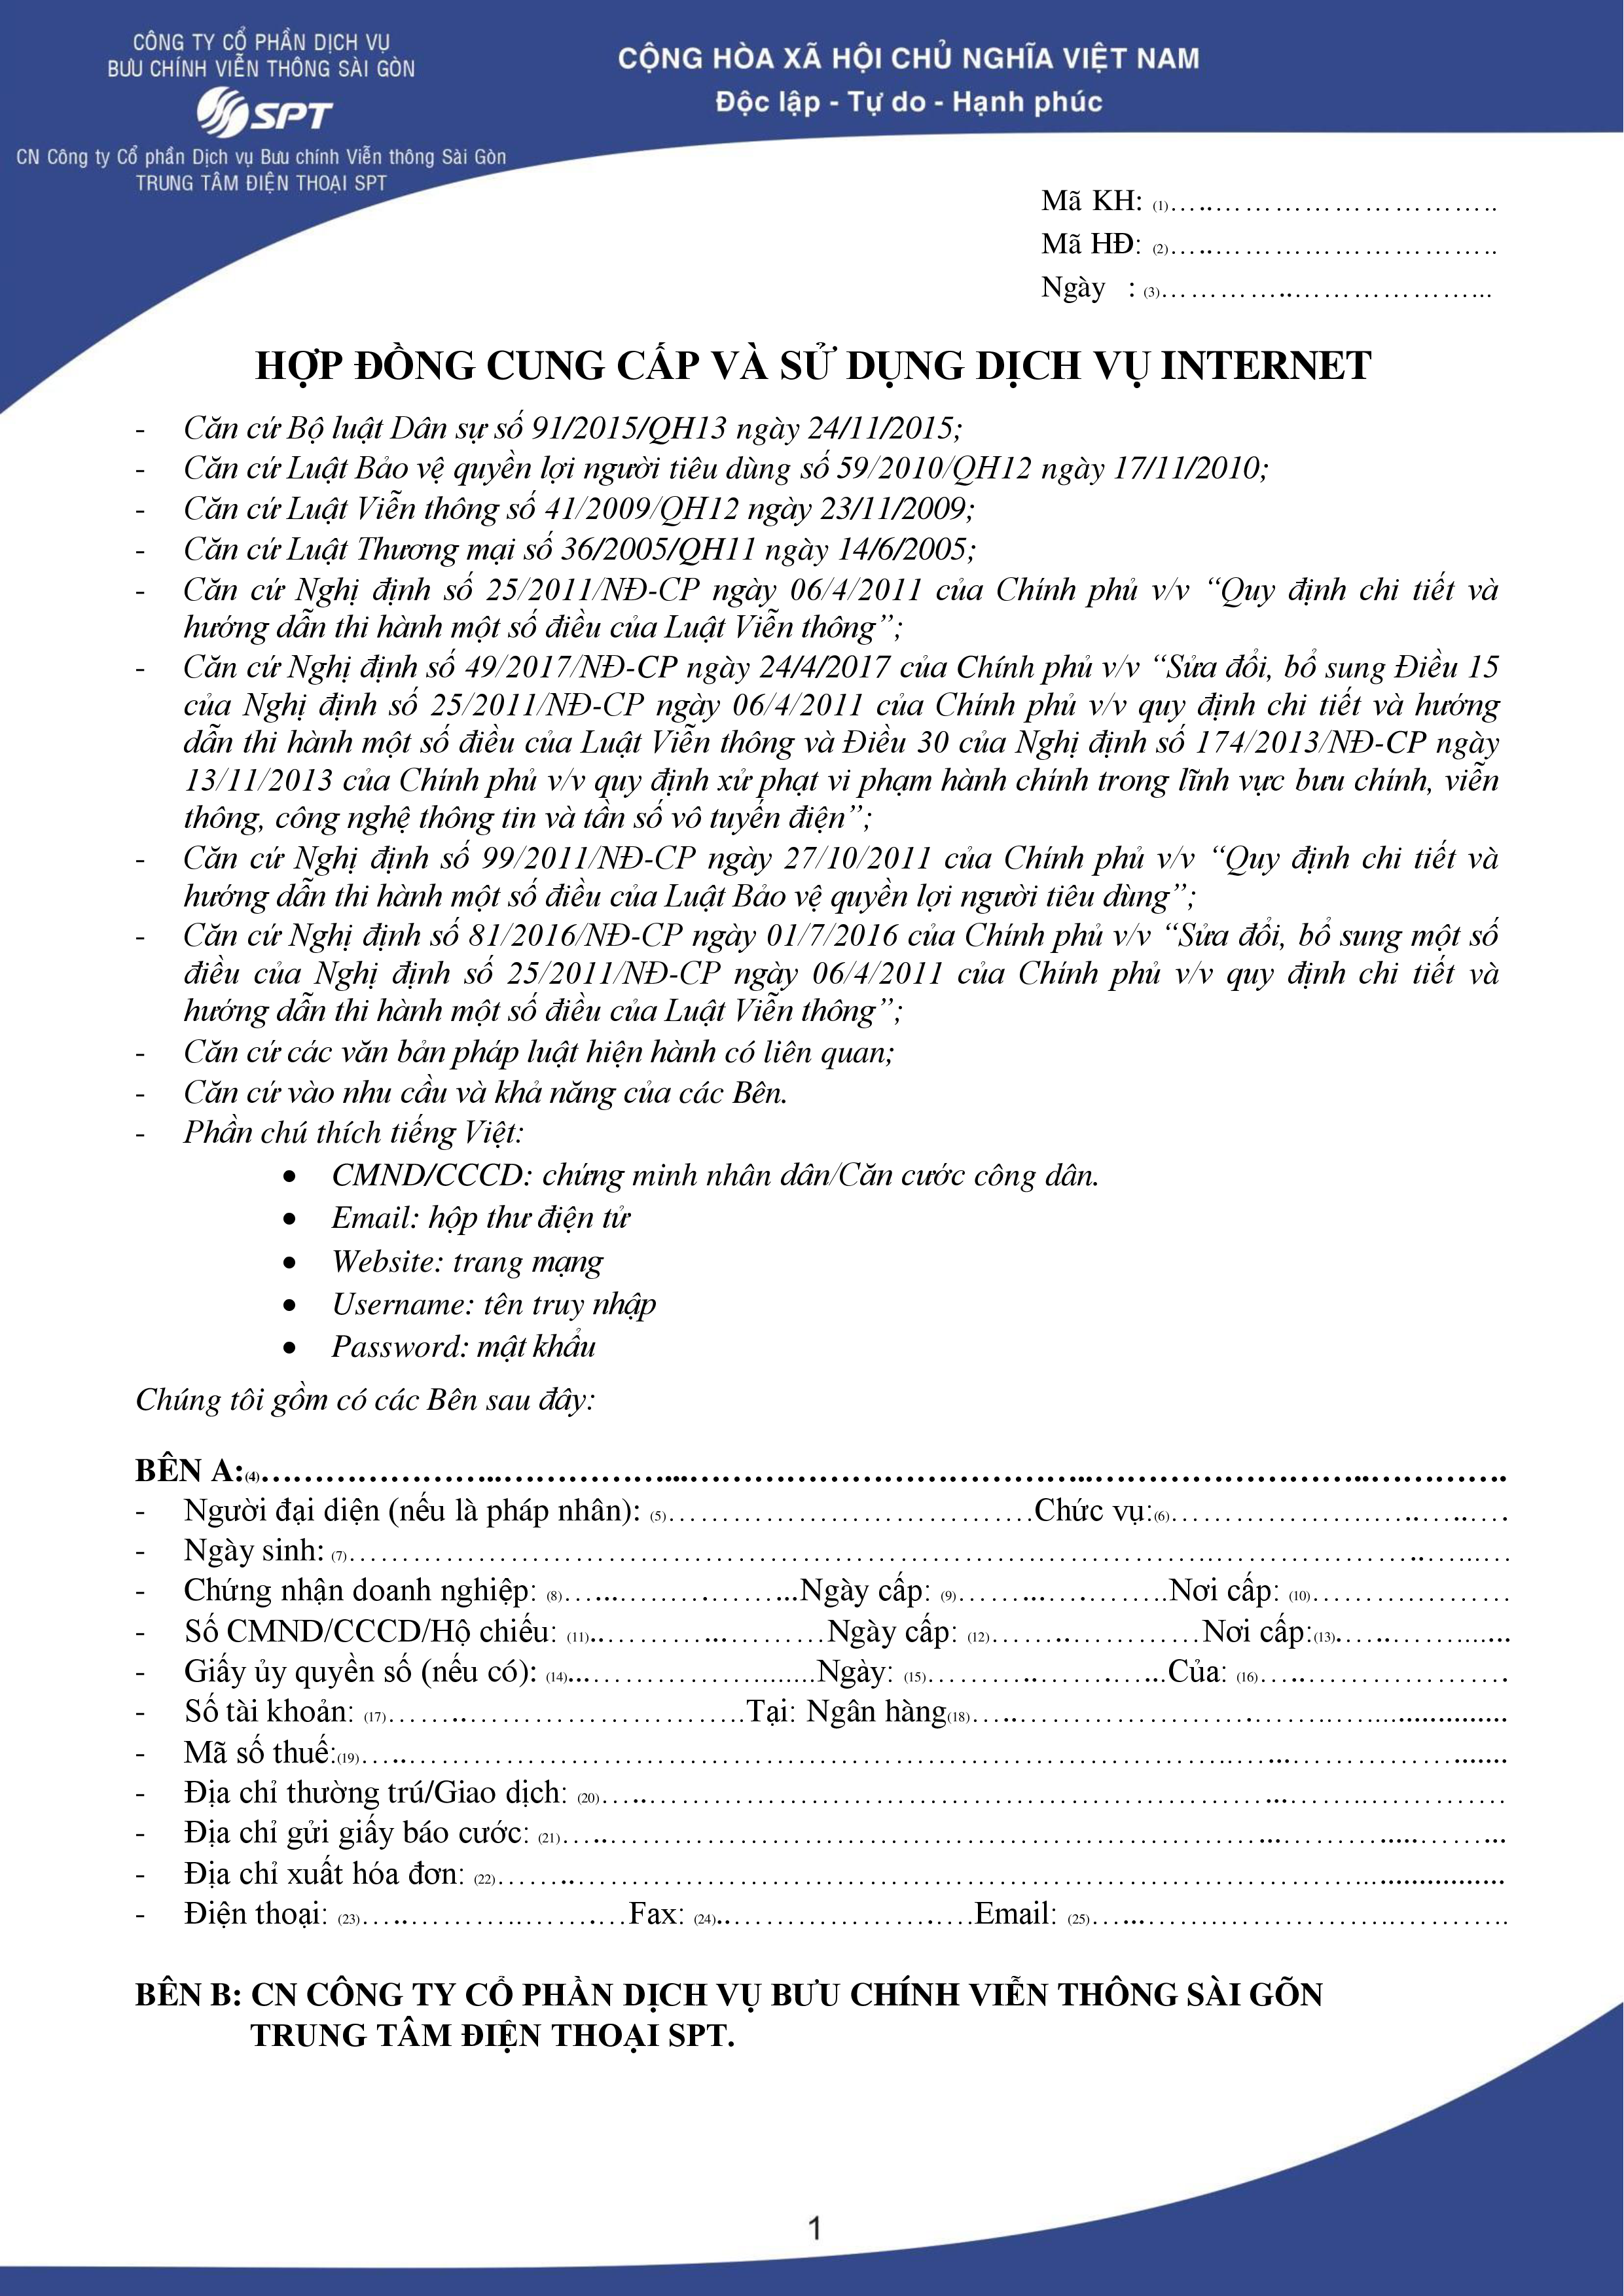 CÔNG TY CỔ PHẦN DỊCH VỤ
BƯU CHÍNH VIỄN THÔNG SÀI GÒN
SPT
CN Công ty Cổ phần Dịch vụ Bưu chính Viễn thông Sài Gòn
TRUNG TÂM ĐIỆN THOẠI SPT
CỘNG HÒA XÃ HỘI CHỦ NGHĨA VIỆT NAM
Độc lập - Tự do - Hạnh phúc
Mã KH: (1)…..………………………..
Mã HĐ: (2)…..………………………..
Ngày : (3)…………..………………...
HỢP ĐỒNG CUNG CẤP VÀ SỬ DỤNG DỊCH VỤ INTERNET
- Căn cứ Bộ luật Dân sự số 91/2015/QH13 ngày 24/11/2015;
- Căn cứ Luật Bảo vệ quyền lợi người tiêu dùng số 59/2010/QH12 ngày 17/11/2010;
- Căn cứ Luật Viễn thông số 41/2009/QH12 ngày 23/11/2009;
- Căn cứ Luật Thương mại số 36/2005/QH11 ngày 14/6/2005;
- Căn cứ Nghị định số 25/2011/NĐ-CP ngày 06/4/2011 của Chính phủ v/v “Quy định chi tiết và
hướng dẫn thi hành một số điều của Luật Viễn thông”;
- Căn cứ Nghị định số 49/2017/NĐ-CP ngày 24/4/2017 của Chính phủ v/v “Sửa đổi, bổ sung Điều 15
của Nghị định số 25/2011/NĐ-CP ngày 06/4/2011 của Chính phủ v/v quy định chi tiết và hướng
dẫn thi hành một số điều của Luật Viễn thông và Điều 30 của Nghị định số 174/2013/NĐ-CP ngày
13/11/2013 của Chính phủ v/v quy định xử phạt vi phạm hành chính trong lĩnh vực bưu chính, viễn
thông, công nghệ thông tin và tần số vô tuyến điện”;
- Căn cứ Nghị định số 99/2011/NĐ-CP ngày 27/10/2011 của Chính phủ v/v “Quy định chi tiết và
hướng dẫn thi hành một số điều của Luật Bảo vệ quyền lợi người tiêu dùng”;
- Căn cứ Nghị định số 81/2016/NĐ-CP ngày 01/7/2016 của Chính phủ v/v “Sửa đổi, bổ sung một số
điều của Nghị định số 25/2011/NĐ-CP ngày 06/4/2011 của Chính phủ v/v quy định chi tiết và
hướng dẫn thi hành một số điều của Luật Viễn thông”;
- Căn cứ các văn bản pháp luật hiện hành có liên quan;
- Căn cứ vào nhu cầu và khả năng của các Bên.
- Phần chú thích tiếng Việt:
• CMND/CCCD: chứng minh nhân dân/Căn cước công dân.
• Email: hộp thư điện tử
• Website: trang mạng
• Username: tên truy nhập
• Password: mật khẩu
Chúng tôi gồm có các Bên sau đây:
BÊN A:(4)…………………..……………...………………………………..……………………..………….
- Người đại diện (nếu là pháp nhân): (5)………………………………Chức vụ:(6)…………………..…..….
- Ngày sinh: (7)………………………………………………………………………………………..…..….
- Chứng nhận doanh nghiệp: (8)…...…………...Ngày cấp: (9)……...………….Nơi cấp: (10)………………
- Số CMND/CCCD/Hộ chiếu: (11)..………...………Ngày cấp: (12)……..…………Nơi cấp:(13)…..……......
- Giấy ủy quyền số (nếu có): (14)...…………….......Ngày: (15)………..………...Của: (16)…..……………….
- Số tài khoản: (17)……..……………………….Tại: Ngân hàng(18)…..…………………………...............
- Mã số thuế:(19)…..……………………………………………………………………...…………….......
- Địa chỉ thường trú/Giao dịch: (20)…..……………………………………………………...………………
- Địa chỉ gửi giấy báo cước: (21)…..………………………………………………………...………......……...
- Địa chỉ xuất hóa đơn: (22)……..…………………………………………………………………..................
- Điện thoại: (23)…..……………….…Fax: (24)..……………….….Email: (25)…...……………………………….
BÊN B: CN CÔNG TY CỔ PHẦN DỊCH VỤ BƯU CHÍNH VIỄN THÔNG SÀI GÕN
TRUNG TÂM ĐIỆN THOẠI SPT.
1